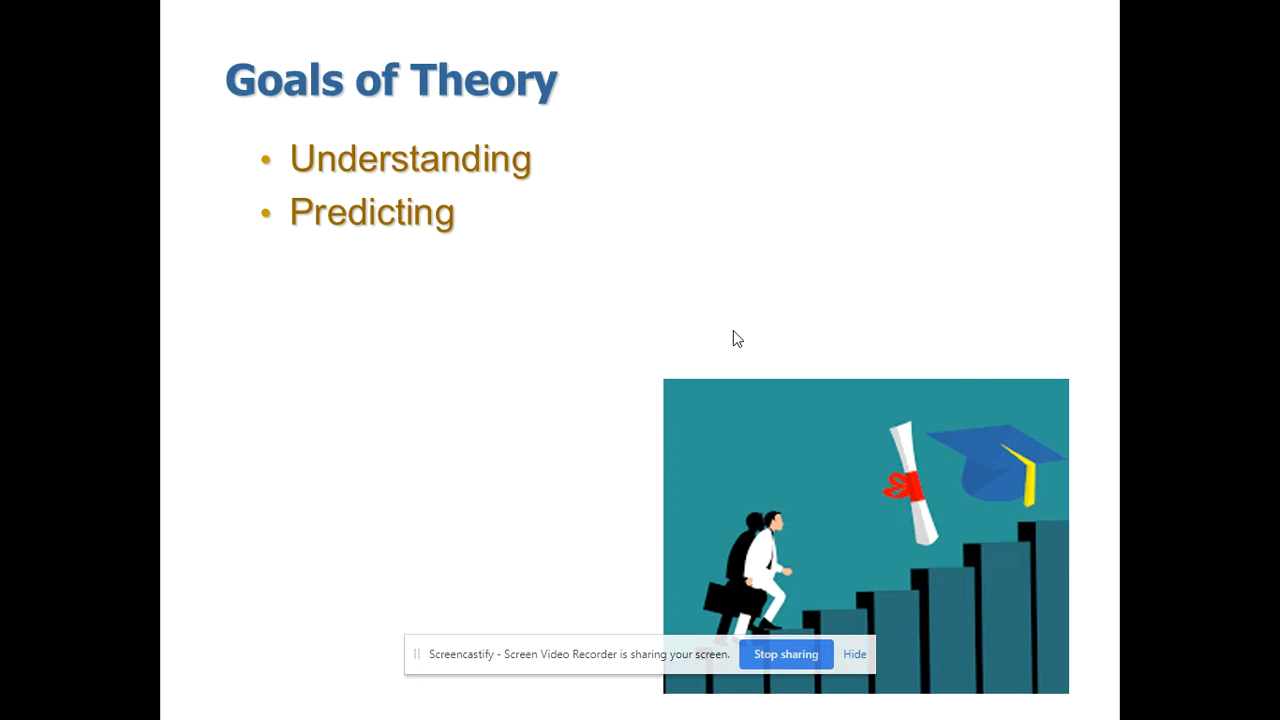 Goals of Theory
• Understanding
• Predicting
Screencastify - Screen Video Recorder is sharing your screen. Stop sharing Hide